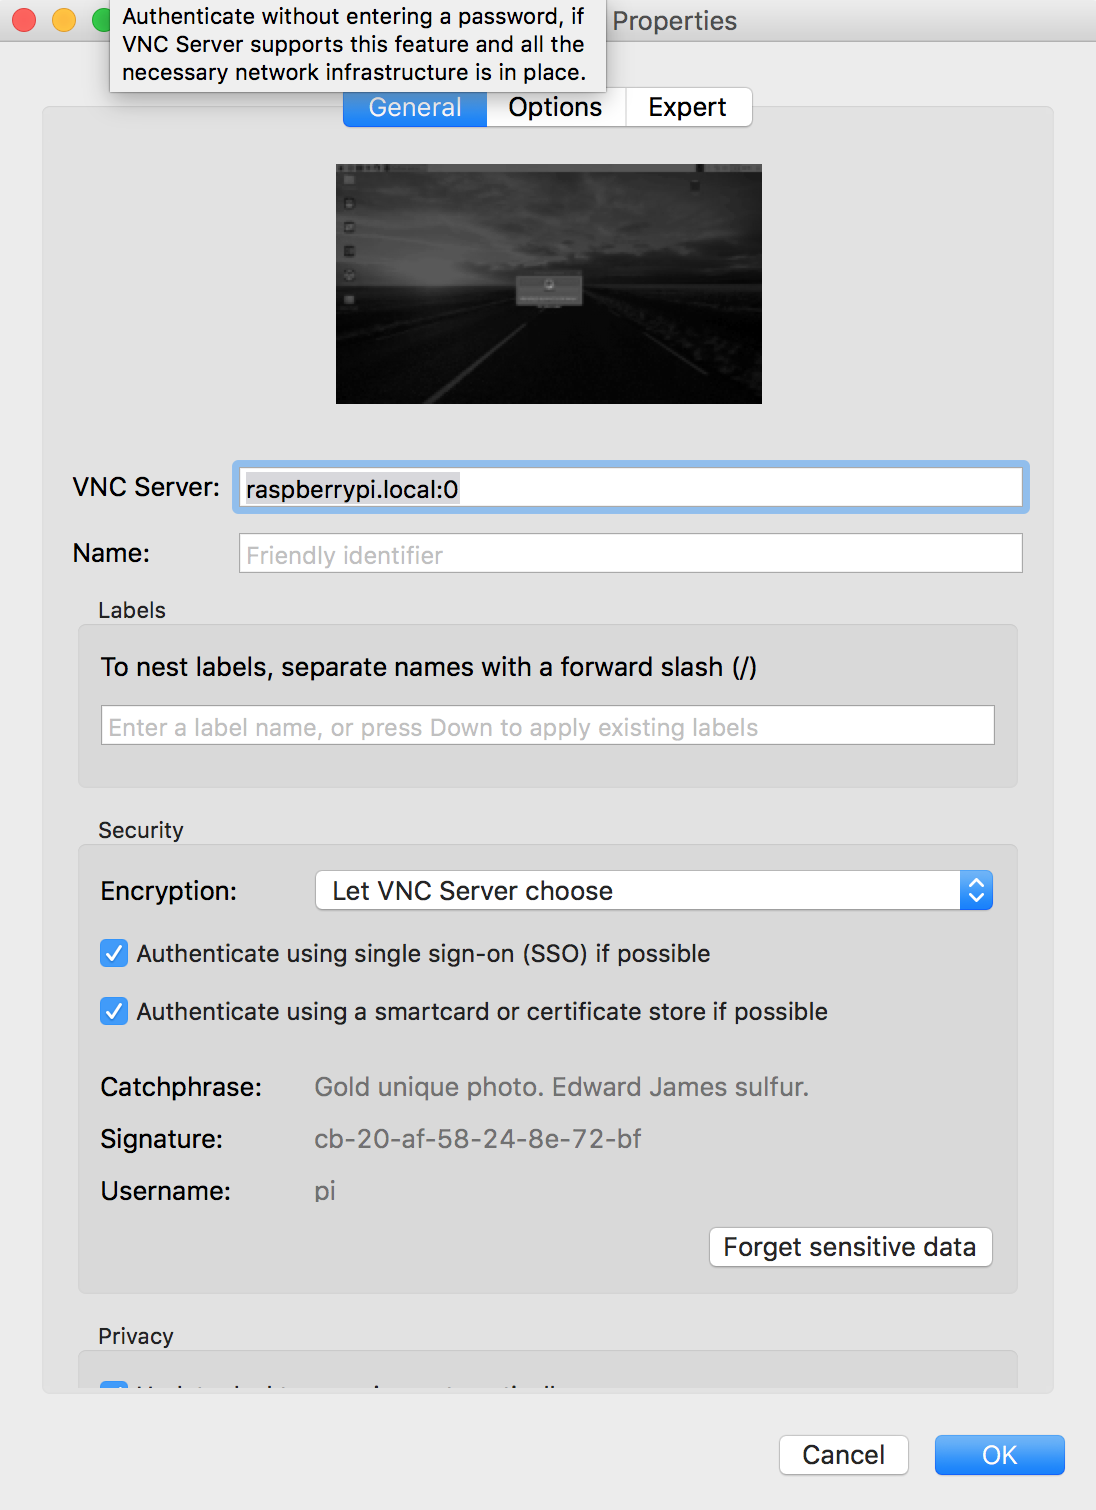 Authenticate without entering a password, if
VNC Server supports this feature and all the
necessary network infrastructure is in place.
Properties
General Options Expert
VNC Server: raspberrypi.local:0
Name: Friendly identifier
Labels
To nest labels, separate names with a forward slash (/)
Enter a label name, or press Down to apply existing labels
Security
Encryption: Let VNC Server choose
Authenticate using single sign-on (SSO) if possible
Authenticate using a smartcard or certificate store if possible
Catchphrase: Gold unique photo. Edward James sulfur.
Signature: cb-20-af-58-24-8e-72-bf
Username: pi
Forget sensitive data
Privacy
Cancel OK